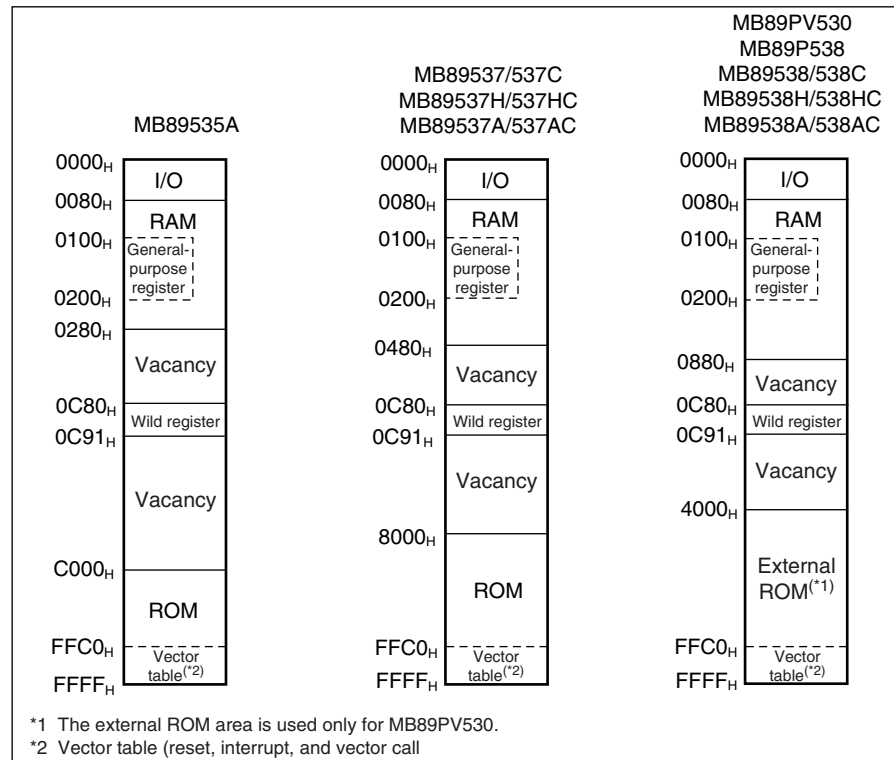 MB89535A
0000H
I/O
0080H
RAM
0100H
General-
purpose
register
0200H
0280H
Vacancy
0C80H
Wild register
0C91H
Vacancy
C000H
ROM
FFC0H
Vector
table(*2)
FFFFH
MB89537/537C
MB89537H/537HC
MB89537A/537AC
0000H
I/O
0080H
RAM
0100H
General-
purpose
register
0200H
0480H
Vacancy
0C80H
Wild register
0C91H
Vacancy
8000H
ROM
FFC0H
Vector
table(*2)
FFFFH
MB89PV530
MB89P538
MB89538/538C
MB89538H/538HC
MB89538A/538AC
0000H
I/O
0080H
RAM
0100H
General-
purpose
register
0200H
0880H
Vacancy
0C80H
Wild register
0C91H
Vacancy
4000H
External
ROM(*1)
FFC0H
Vector
table(*2)
FFFFH
*1 The external ROM area is used only for MB89PV530.
*2 Vector table (reset, interrupt, and vector call